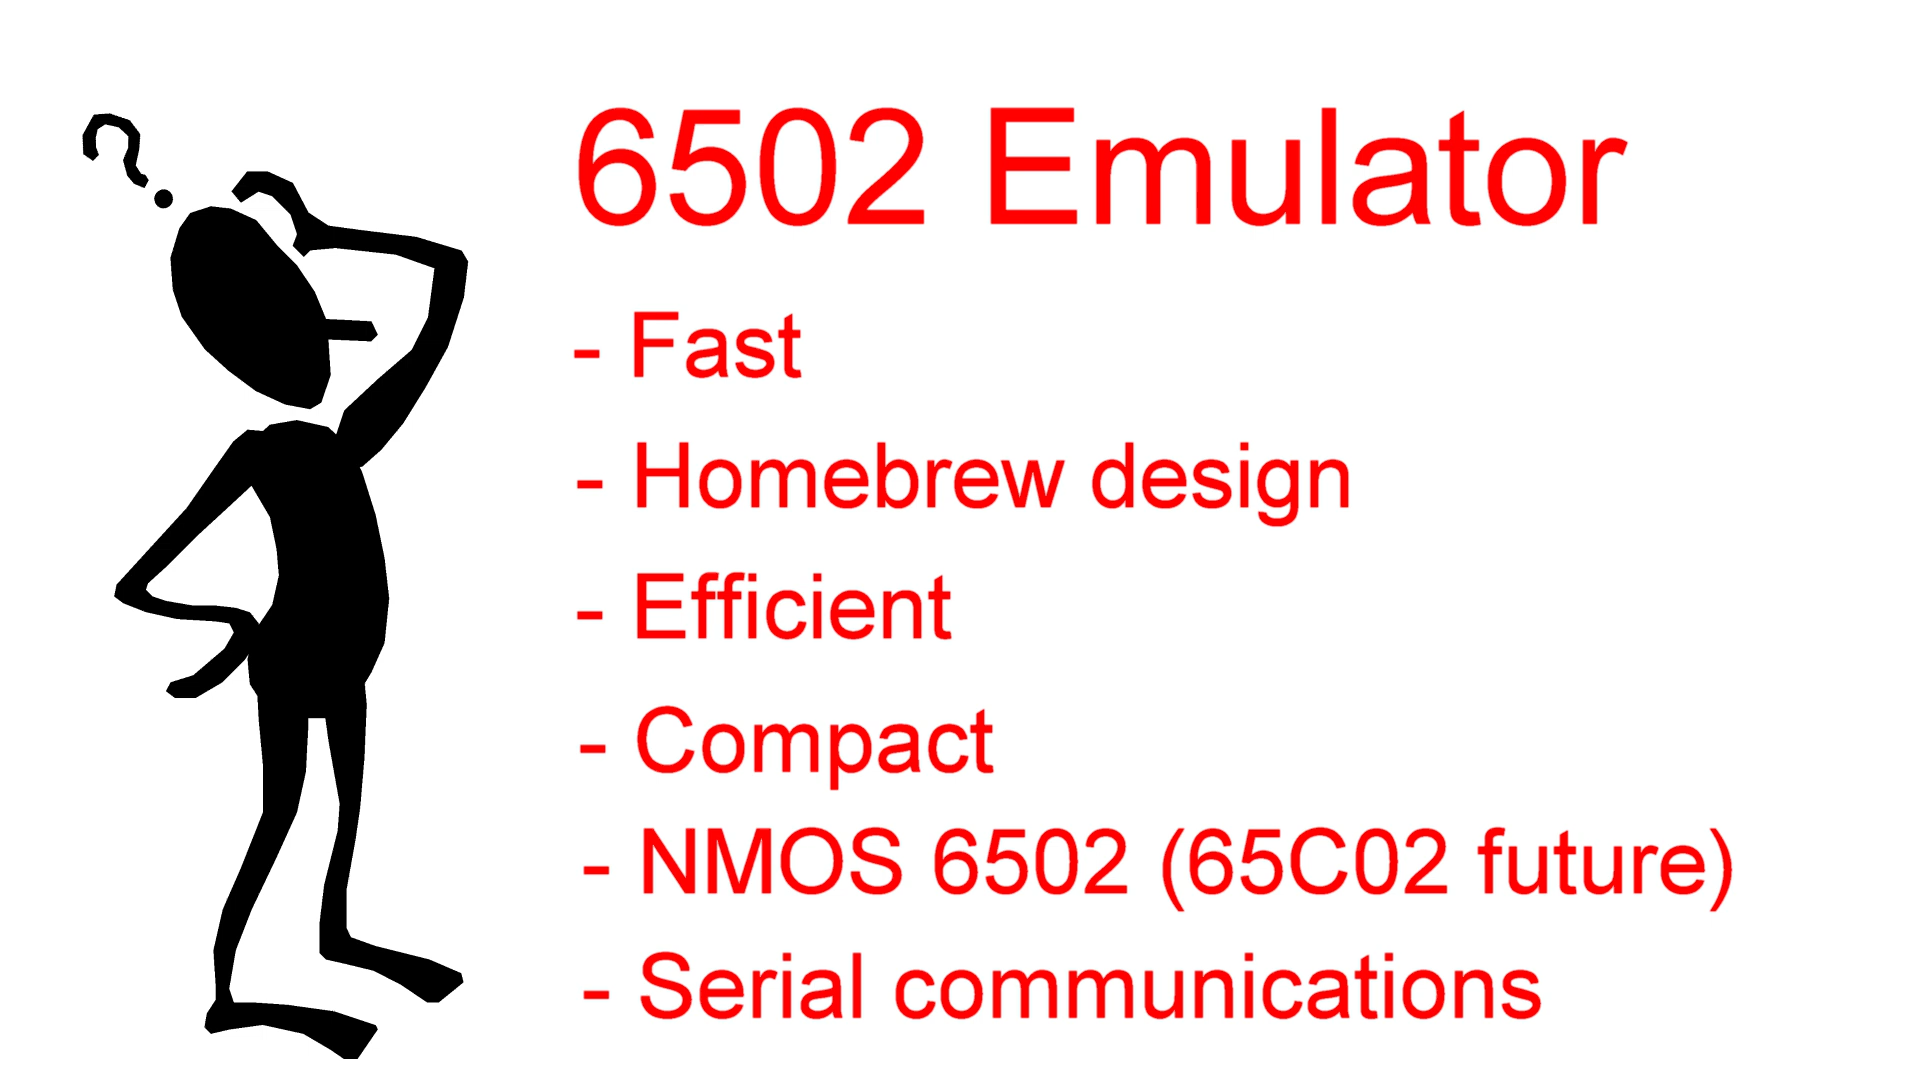 6502 Emulator
- Fast
- Homebrew design
- Efficient
- Compact
- NMOS 6502 (65C02 future)
- Serial communications